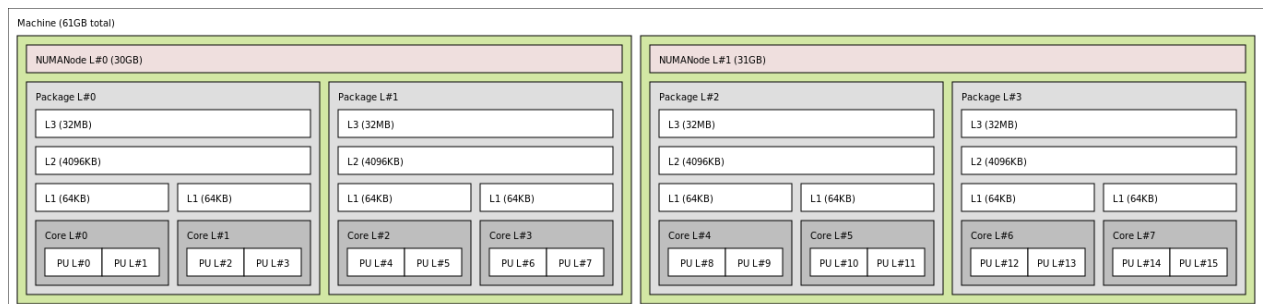 Machine (61GB total)
NUMANode L#0 (30GB)
NUMANode L#1 (31GB)
Package L#0
Package L#1
Package L#2
Package L#3
L3 (32MB)
L3 (32MB)
L3 (32MB)
L3 (32MB)
L2 (4096KB)
L2 (4096KB)
L2 (4096KB)
L2 (4096KB)
L1 (64KB)
L1 (64KB)
L1 (64KB)
L1 (64KB)
L1 (64KB)
L1 (64KB)
L1 (64KB)
L1 (64KB)
Core L#0
Core L#1
Core L#2
Core L#3
Core L#4
Core L#5
Core L#6
Core L#7
PU L#0
PU L#1
PU L#2
PU L#3
PU L#4
PU L#5
PU L#6
PU L#7
PU L#8
PU L#9
PU L#10
PU L#11
PU L#12
PU L#13
PU L#14
PU L#15